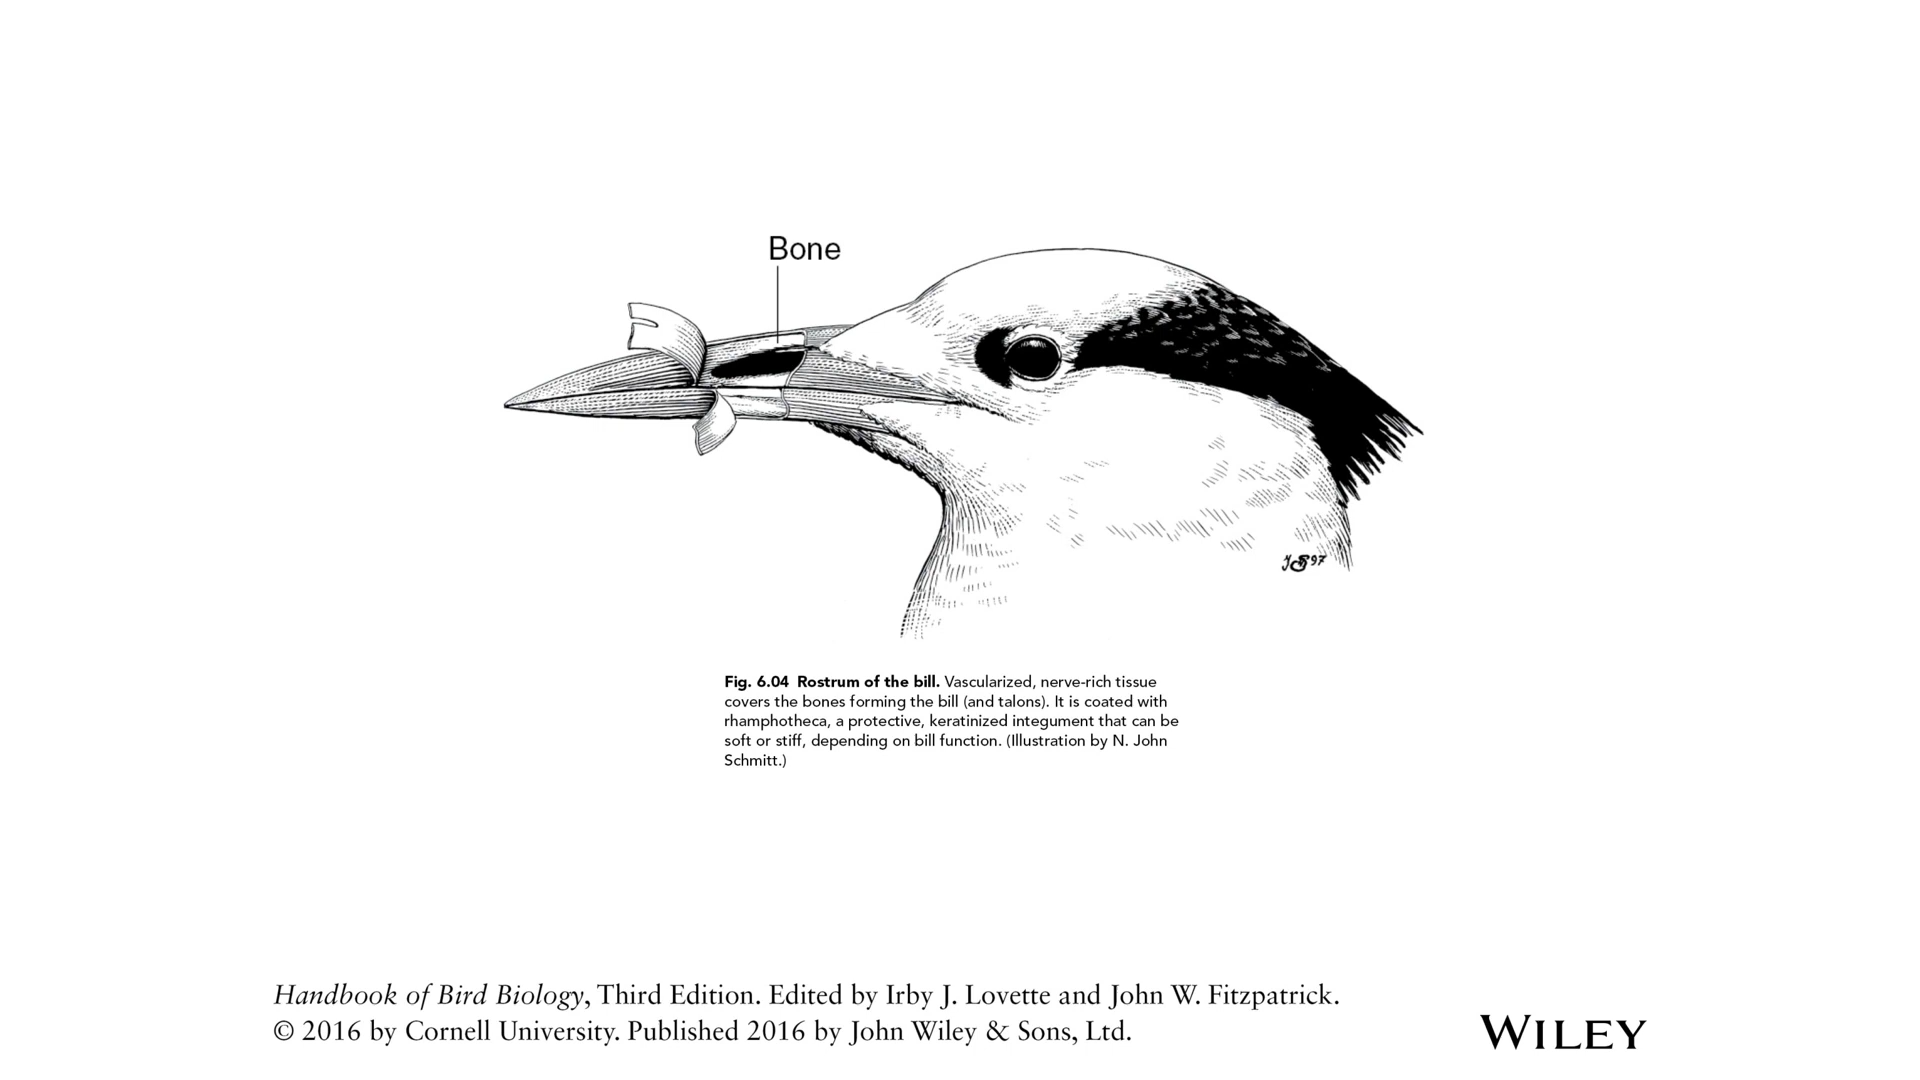 Bone
Fig. 6.04 Rostrum of the bill. Vascularized, nerve-rich tissue
covers the bones forming the bill (and talons). It is coated with
rhamphotheca, a protective, keratinized integument that can be
soft or stiff, depending on bill function. (Illustration by N. John
Schmitt.)
Handbook of Bird Biology, Third Edition. Edited by Irby J. Lovette and John W. Fitzpatrick.
© 2016 by Cornell University. Published 2016 by John Wiley & Sons, Ltd.
WILEY